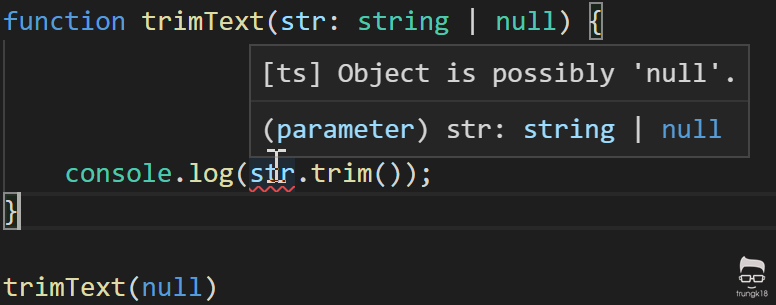 function trimText(str: string | null) {
[ts] Object is possibly 'null'.
(parameter) str: string | null
console.log(str.trim());
}
trimText(null)
trungk18